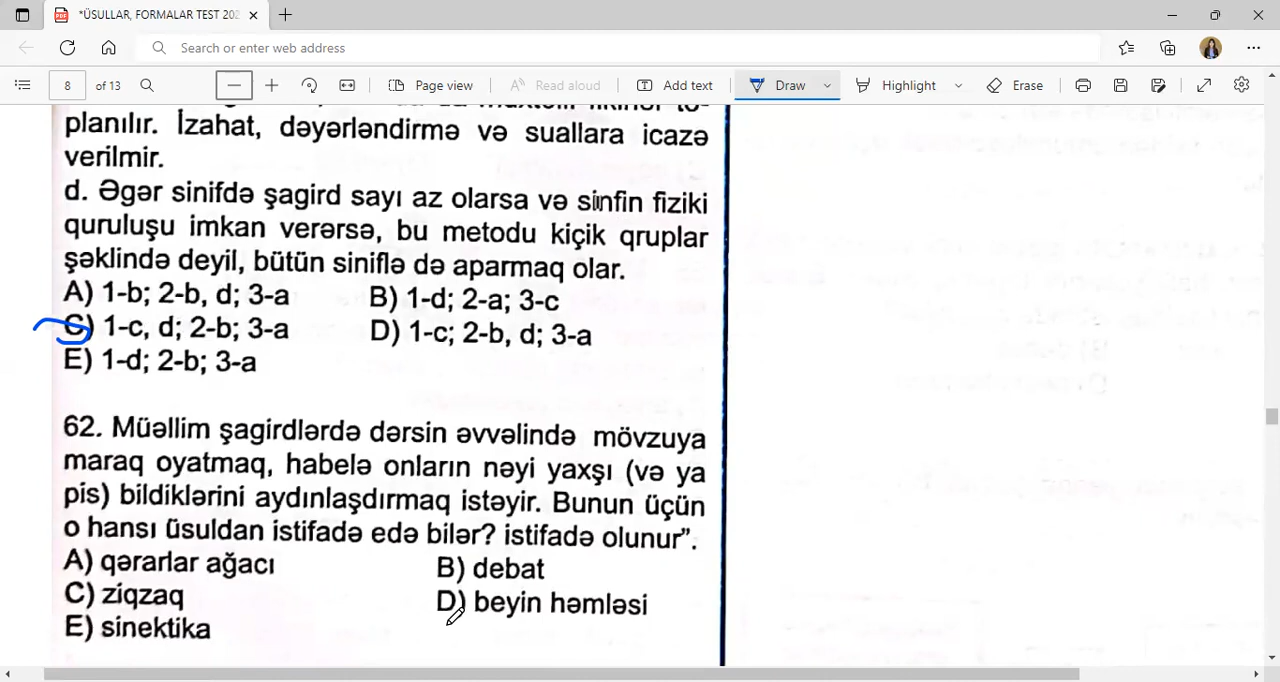 *ÜSULLAR, FORMALAR TEST 202
Search or enter web address
8 of 13 Page view Read aloud Add text Draw Highlight Erase
planılır. İzahat, dəyərləndirmə və suallara icazə
verilmir.
d. Əgər sinifdə şagird sayı az olarsa və sinfin fiziki
quruluşu imkan verərsə, bu metodu kiçik qruplar
şəklində deyil, bütün siniflə də aparmaq olar.
A) 1-b; 2-b, d; 3-a B) 1-d; 2-a; 3-c
C) 1-c, d; 2-b; 3-a D) 1-c; 2-b, d; 3-a
E) 1-d; 2-b; 3-a
62. Müəllim şagirdlərdə dərsin əvvəlində mövzuya
maraq oyatmaq, habelə onların nəyi yaxşı (və ya
pis) bildiklərini aydınlaşdırmaq istəyir. Bunun üçün
o hansı üsuldan istifadə edə bilər? istifadə olunur”.
A) qərarlar ağacı B) debat
C) ziqzaq D) beyin həmləsi
E) sinektika